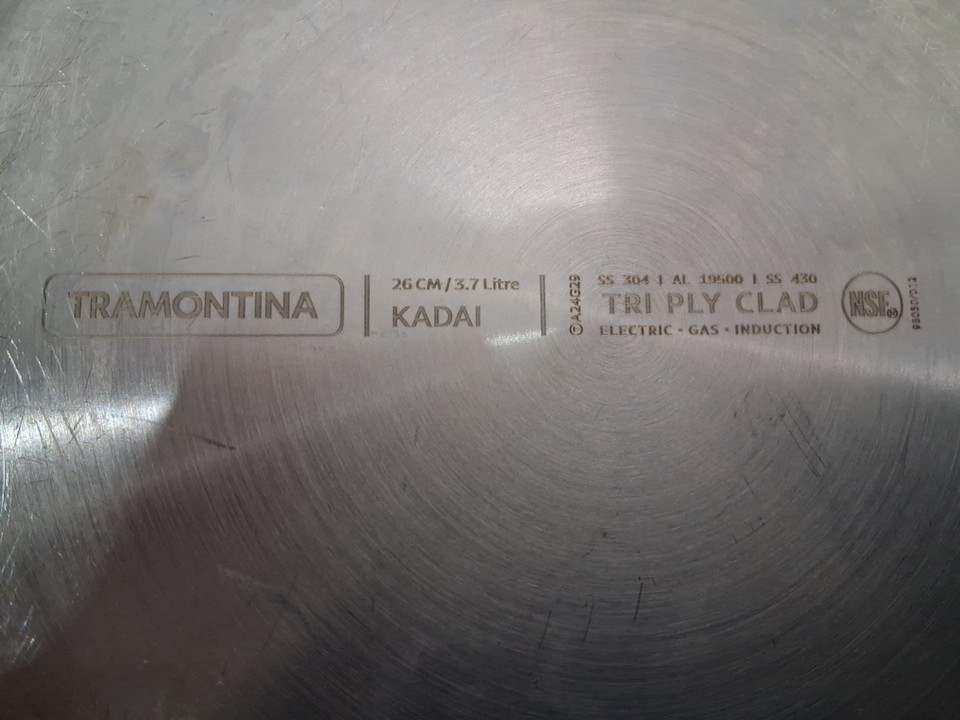 TRAMONTINA
26 CM / 3.7 Litre
KADAI
SS 304 | AL 19500 | SS 430
TRI PLY CLAD
ELECTRIC • GAS • INDUCTION
NSF